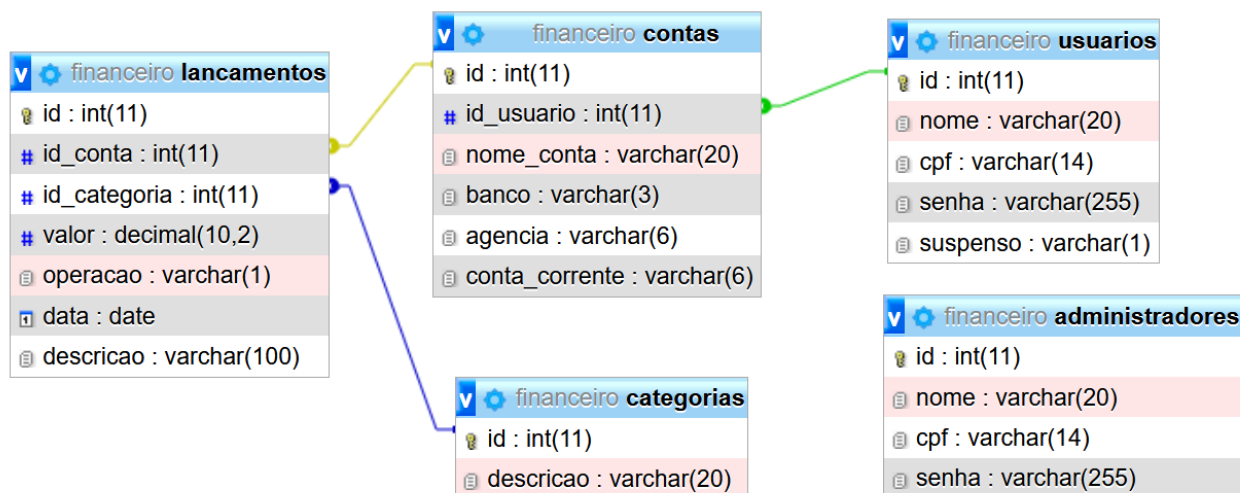 financeiro lancamentos
id : int(11)
# id_conta : int(11)
# id_categoria : int(11)
# valor : decimal(10,2)
operacao : varchar(1)
data : date
descricao : varchar(100)
financeiro contas
id : int(11)
# id_usuario : int(11)
nome_conta : varchar(20)
banco : varchar(3)
agencia : varchar(6)
conta_corrente : varchar(6)
financeiro categorias
id : int(11)
descricao : varchar(20)
financeiro usuarios
id : int(11)
nome : varchar(20)
cpf : varchar(14)
senha : varchar(255)
suspenso : varchar(1)
financeiro administradores
id : int(11)
nome : varchar(20)
cpf : varchar(14)
senha : varchar(255)